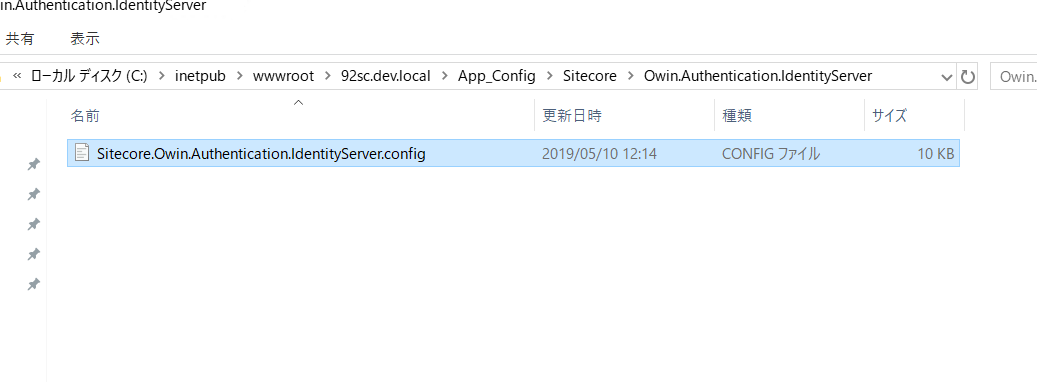 in.Authentication.IdentityServer
共有 表示
« ローカル ディスク (C:) > inetpub > wwwroot > 92sc.dev.local > App_Config > Sitecore > Owin.Authentication.IdentityServer Owin.
名前 更新日時 種類 サイズ
Sitecore.Owin.Authentication.IdentityServer.config 2019/05/10 12:14 CONFIG ファイル 10 KB